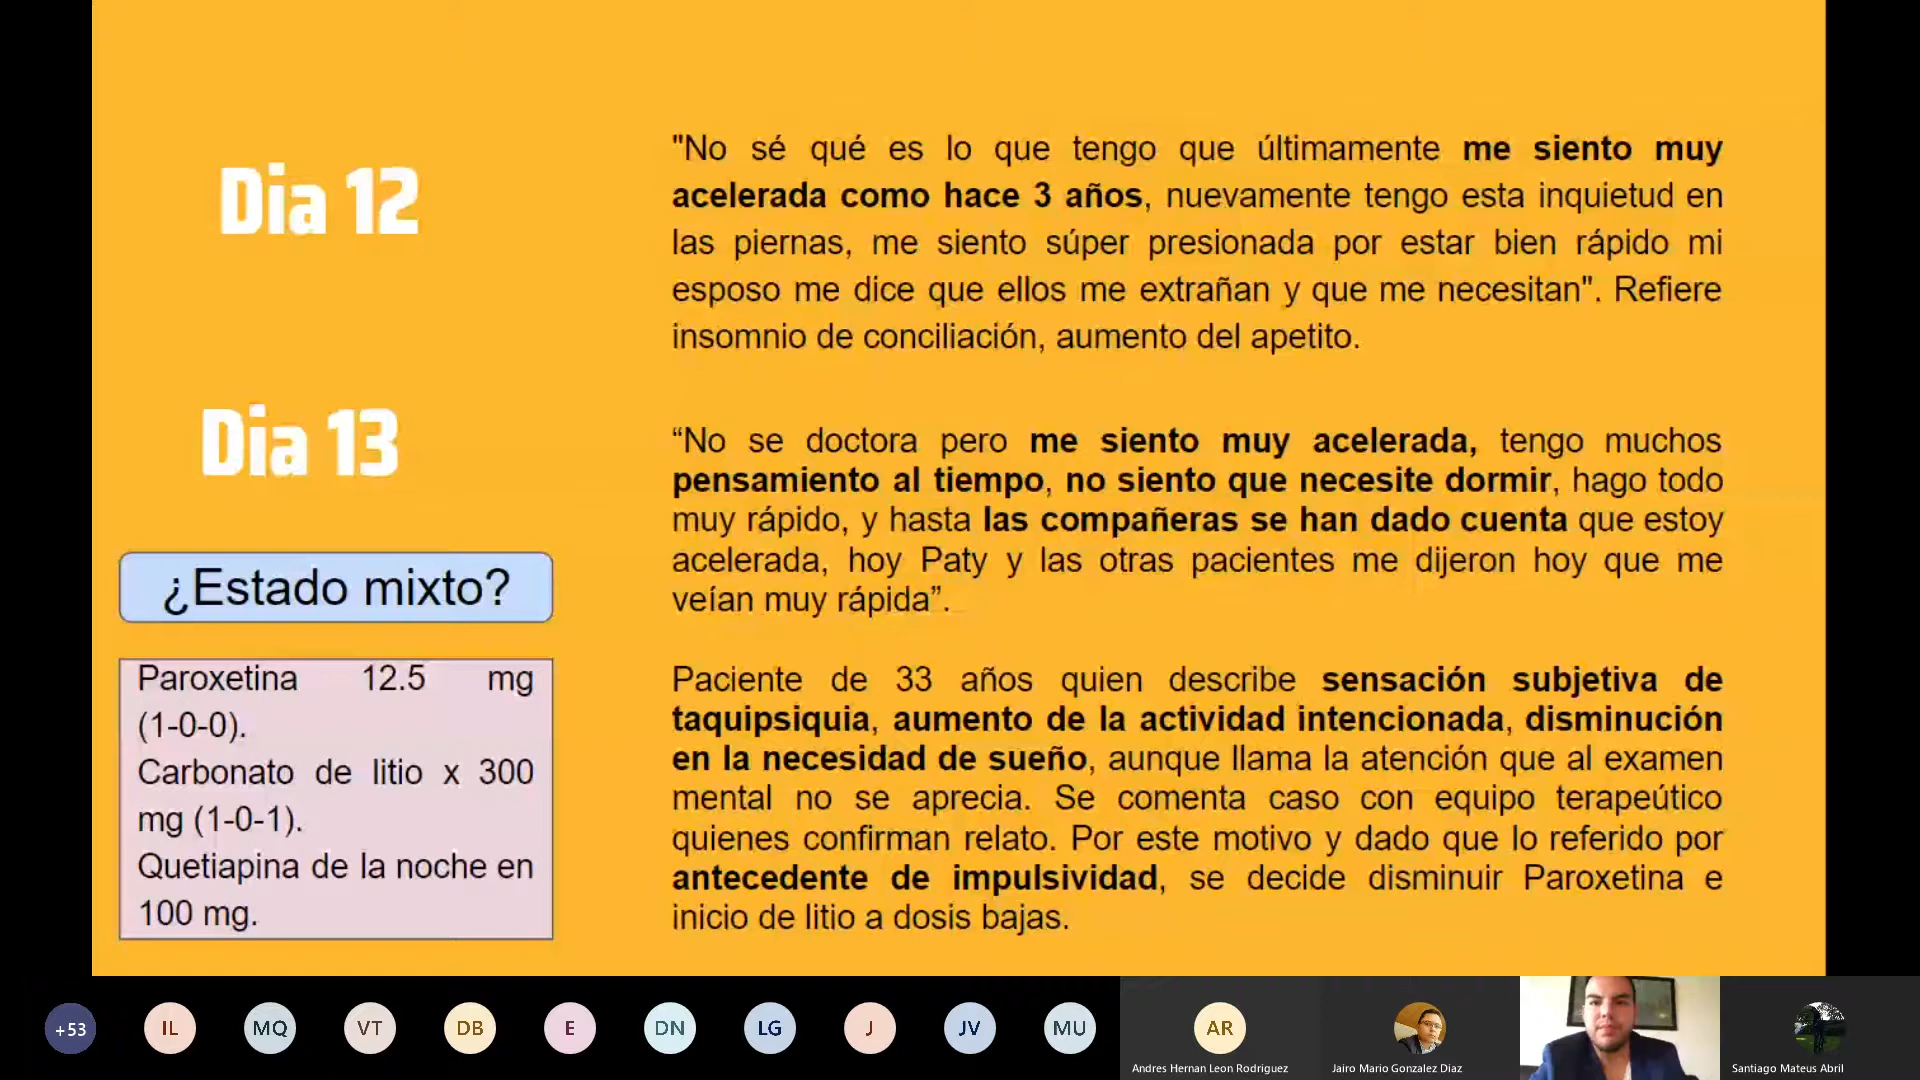 Dia 12
"No sé qué es lo que tengo que últimamente me siento muy
acelerada como hace 3 años, nuevamente tengo esta inquietud en
las piernas, me siento súper presionada por estar bien rápido mi
esposo me dice que ellos me extrañan y que me necesitan". Refiere
insomnio de conciliación, aumento del apetito.
Dia 13
“No se doctora pero me siento muy acelerada, tengo muchos
pensamiento al tiempo, no siento que necesite dormir, hago todo
muy rápido, y hasta las compañeras se han dado cuenta que estoy
acelerada, hoy Paty y las otras pacientes me dijeron hoy que me
veían muy rápida”.
¿Estado mixto?
Paroxetina 12.5 mg
(1-0-0).
Carbonato de litio x 300
mg (1-0-1).
Quetiapina de la noche en
100 mg.
Paciente de 33 años quien describe sensación subjetiva de
taquipsiquia, aumento de la actividad intencionada, disminución
en la necesidad de sueño, aunque llama la atención que al examen
mental no se aprecia. Se comenta caso con equipo terapeútico
quienes confirman relato. Por este motivo y dado que lo referido por
antecedente de impulsividad, se decide disminuir Paroxetina e
inicio de litio a dosis bajas.
+53
IL
MQ
VT
DB
E
DN
LG
J
JV
MU
AR
Andres Hernan Leon Rodriguez
Jairo Mario Gonzalez Diaz
Santiago Mateus Abril